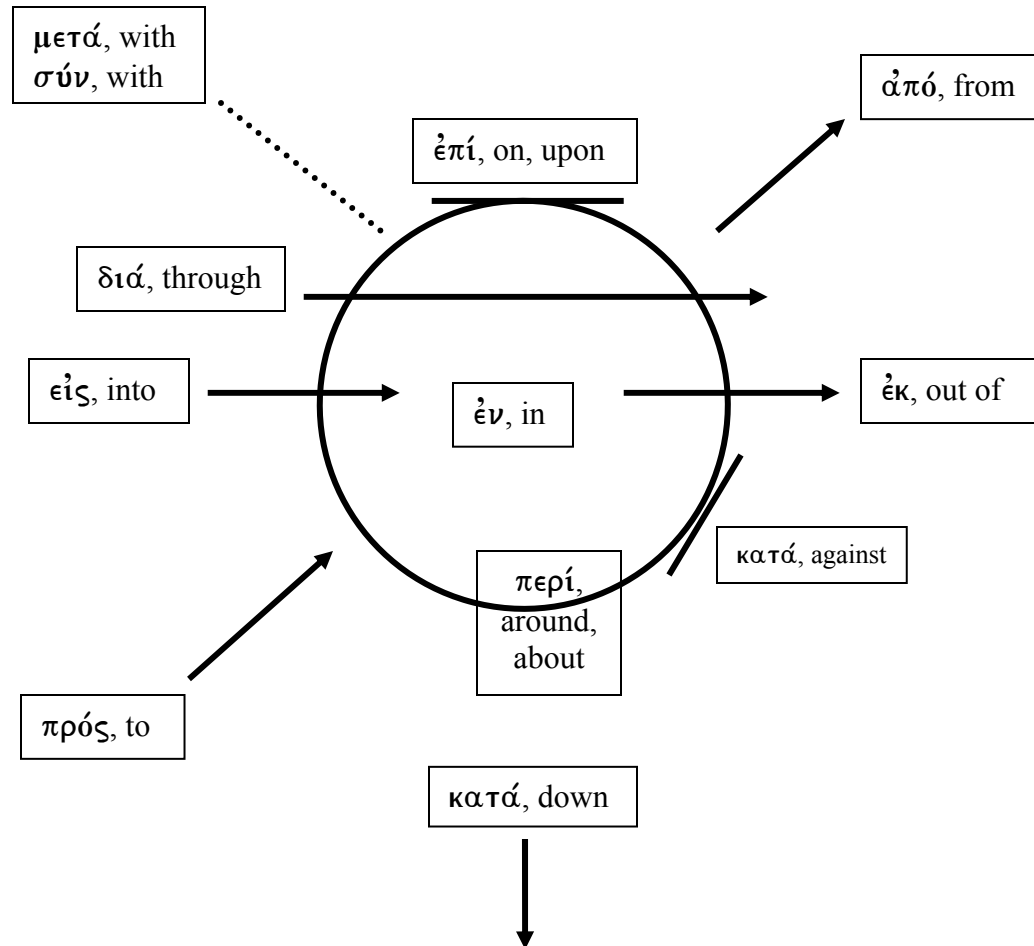 μετά, with
σύν, with
ἀπό, from
ἐπί, on, upon
διά, through
εἰς, into
ἐν, in
ἐκ, out of
κατά, against
περί,
around,
about
πρός, to
κατά, down